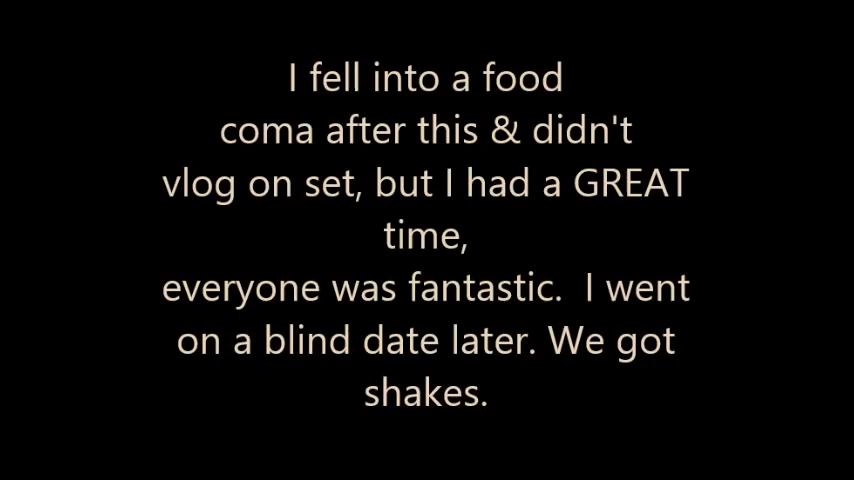 I fell into a food
coma after this & didn't
vlog on set, but I had a GREAT
time,
everyone was fantastic.  I went
on a blind date later. We got
shakes.